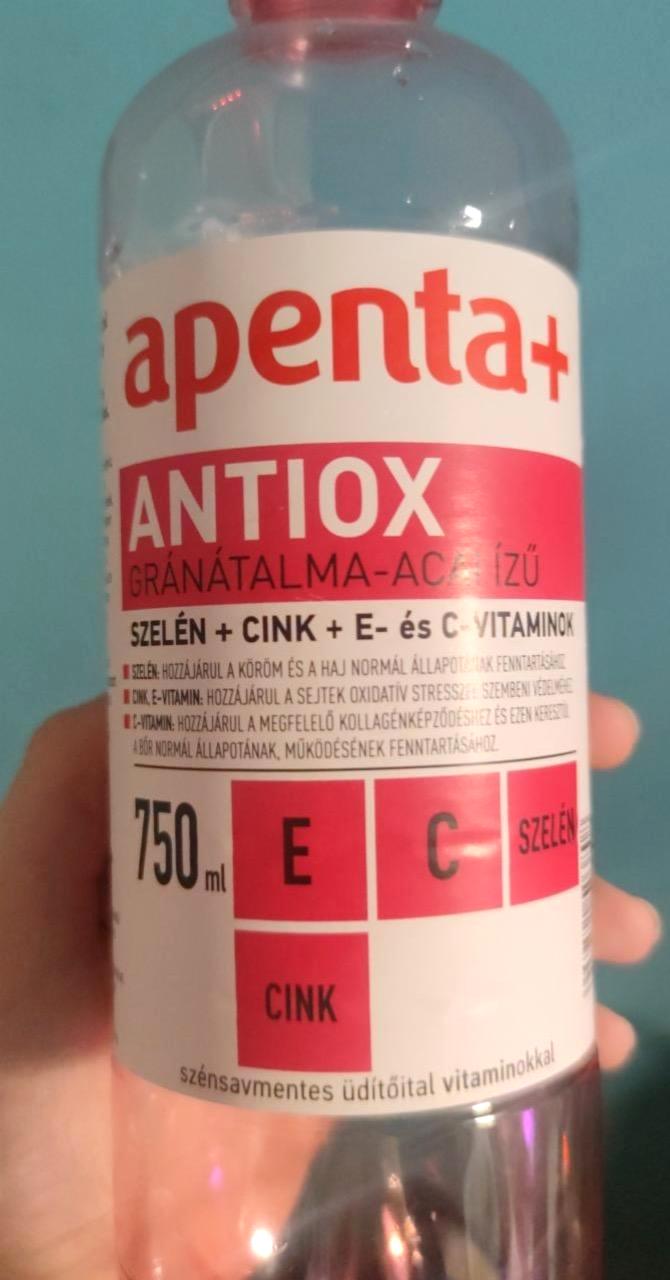 apenta+
ANTIOX
GRÁNÁTALMA-ACAI ÍZŰ
SZELÉN + CINK + E- és C-VITAMINOK
SZELÉN: HOZZÁJÁRUL A KÖRÖM ÉS A HAJ NORMÁL ÁLLAPOTÁNAK FENNTARTÁSÁHOZ
CINK, E-VITAMIN: HOZZÁJÁRUL A SEJTEK OXIDATÍV STRESSZEL SZEMBENI VÉDELMÉHEZ
C-VITAMIN: HOZZÁJÁRUL A MEGFELELŐ KOLLAGÉNKÉPZŐDÉSHEZ ÉS EZEN KERESZTÜL
A BŐR NORMÁL ÁLLAPOTÁNAK, MŰKÖDÉSÉNEK FENNTARTÁSÁHOZ.
750 ml E C SZELÉN
CINK
szénsavmentes üdítőital vitaminokkal